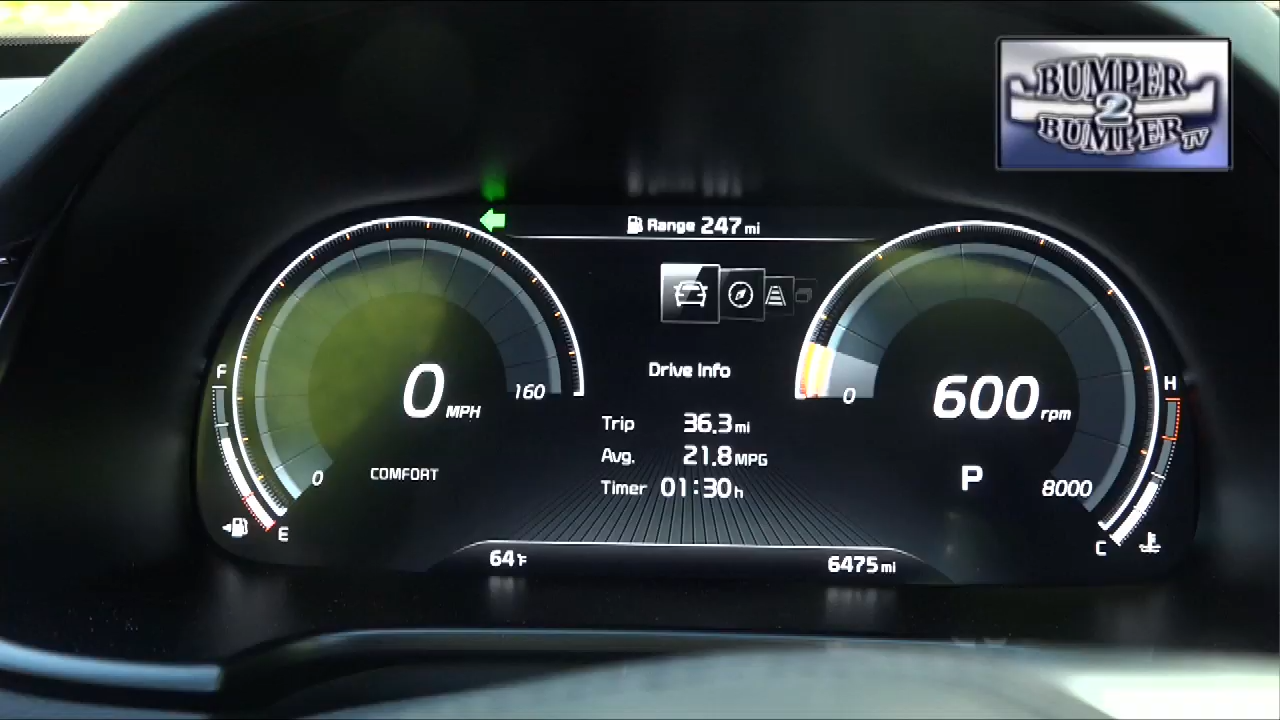 BUMPER
2
BUMPER TV
Range 247 mi
Drive Info
Trip 36.3 mi
Avg. 21.8 MPG
Timer 01:30 h
0 MPH
160
0
COMFORT
F
E
600 rpm
0
8000
P
H
C
64°F
6475 mi